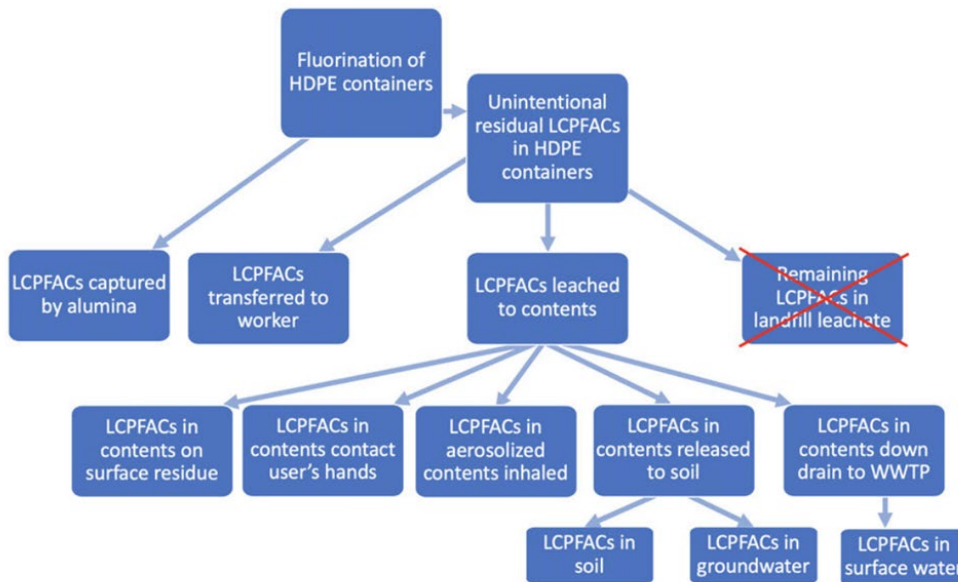 Fluorination of
HDPE containers
Unintentional
residual LCPFACs
in HDPE
containers
LCPFACs captured
by alumina
LCPFACs
transferred to
worker
LCPFACs leached
to contents
Remaining
LCPFACs in
landfill leachate
LCPFACs in
contents on
surface residue
LCPFACs in
contents contact
user's hands
LCPFACs in
aerosolized
contents inhaled
LCPFACs in
contents released
to soil
LCPFACs in
contents down
drain to WWTP
LCPFACs in
soil
LCPFACs in
groundwater
LCPFACs in
surface water